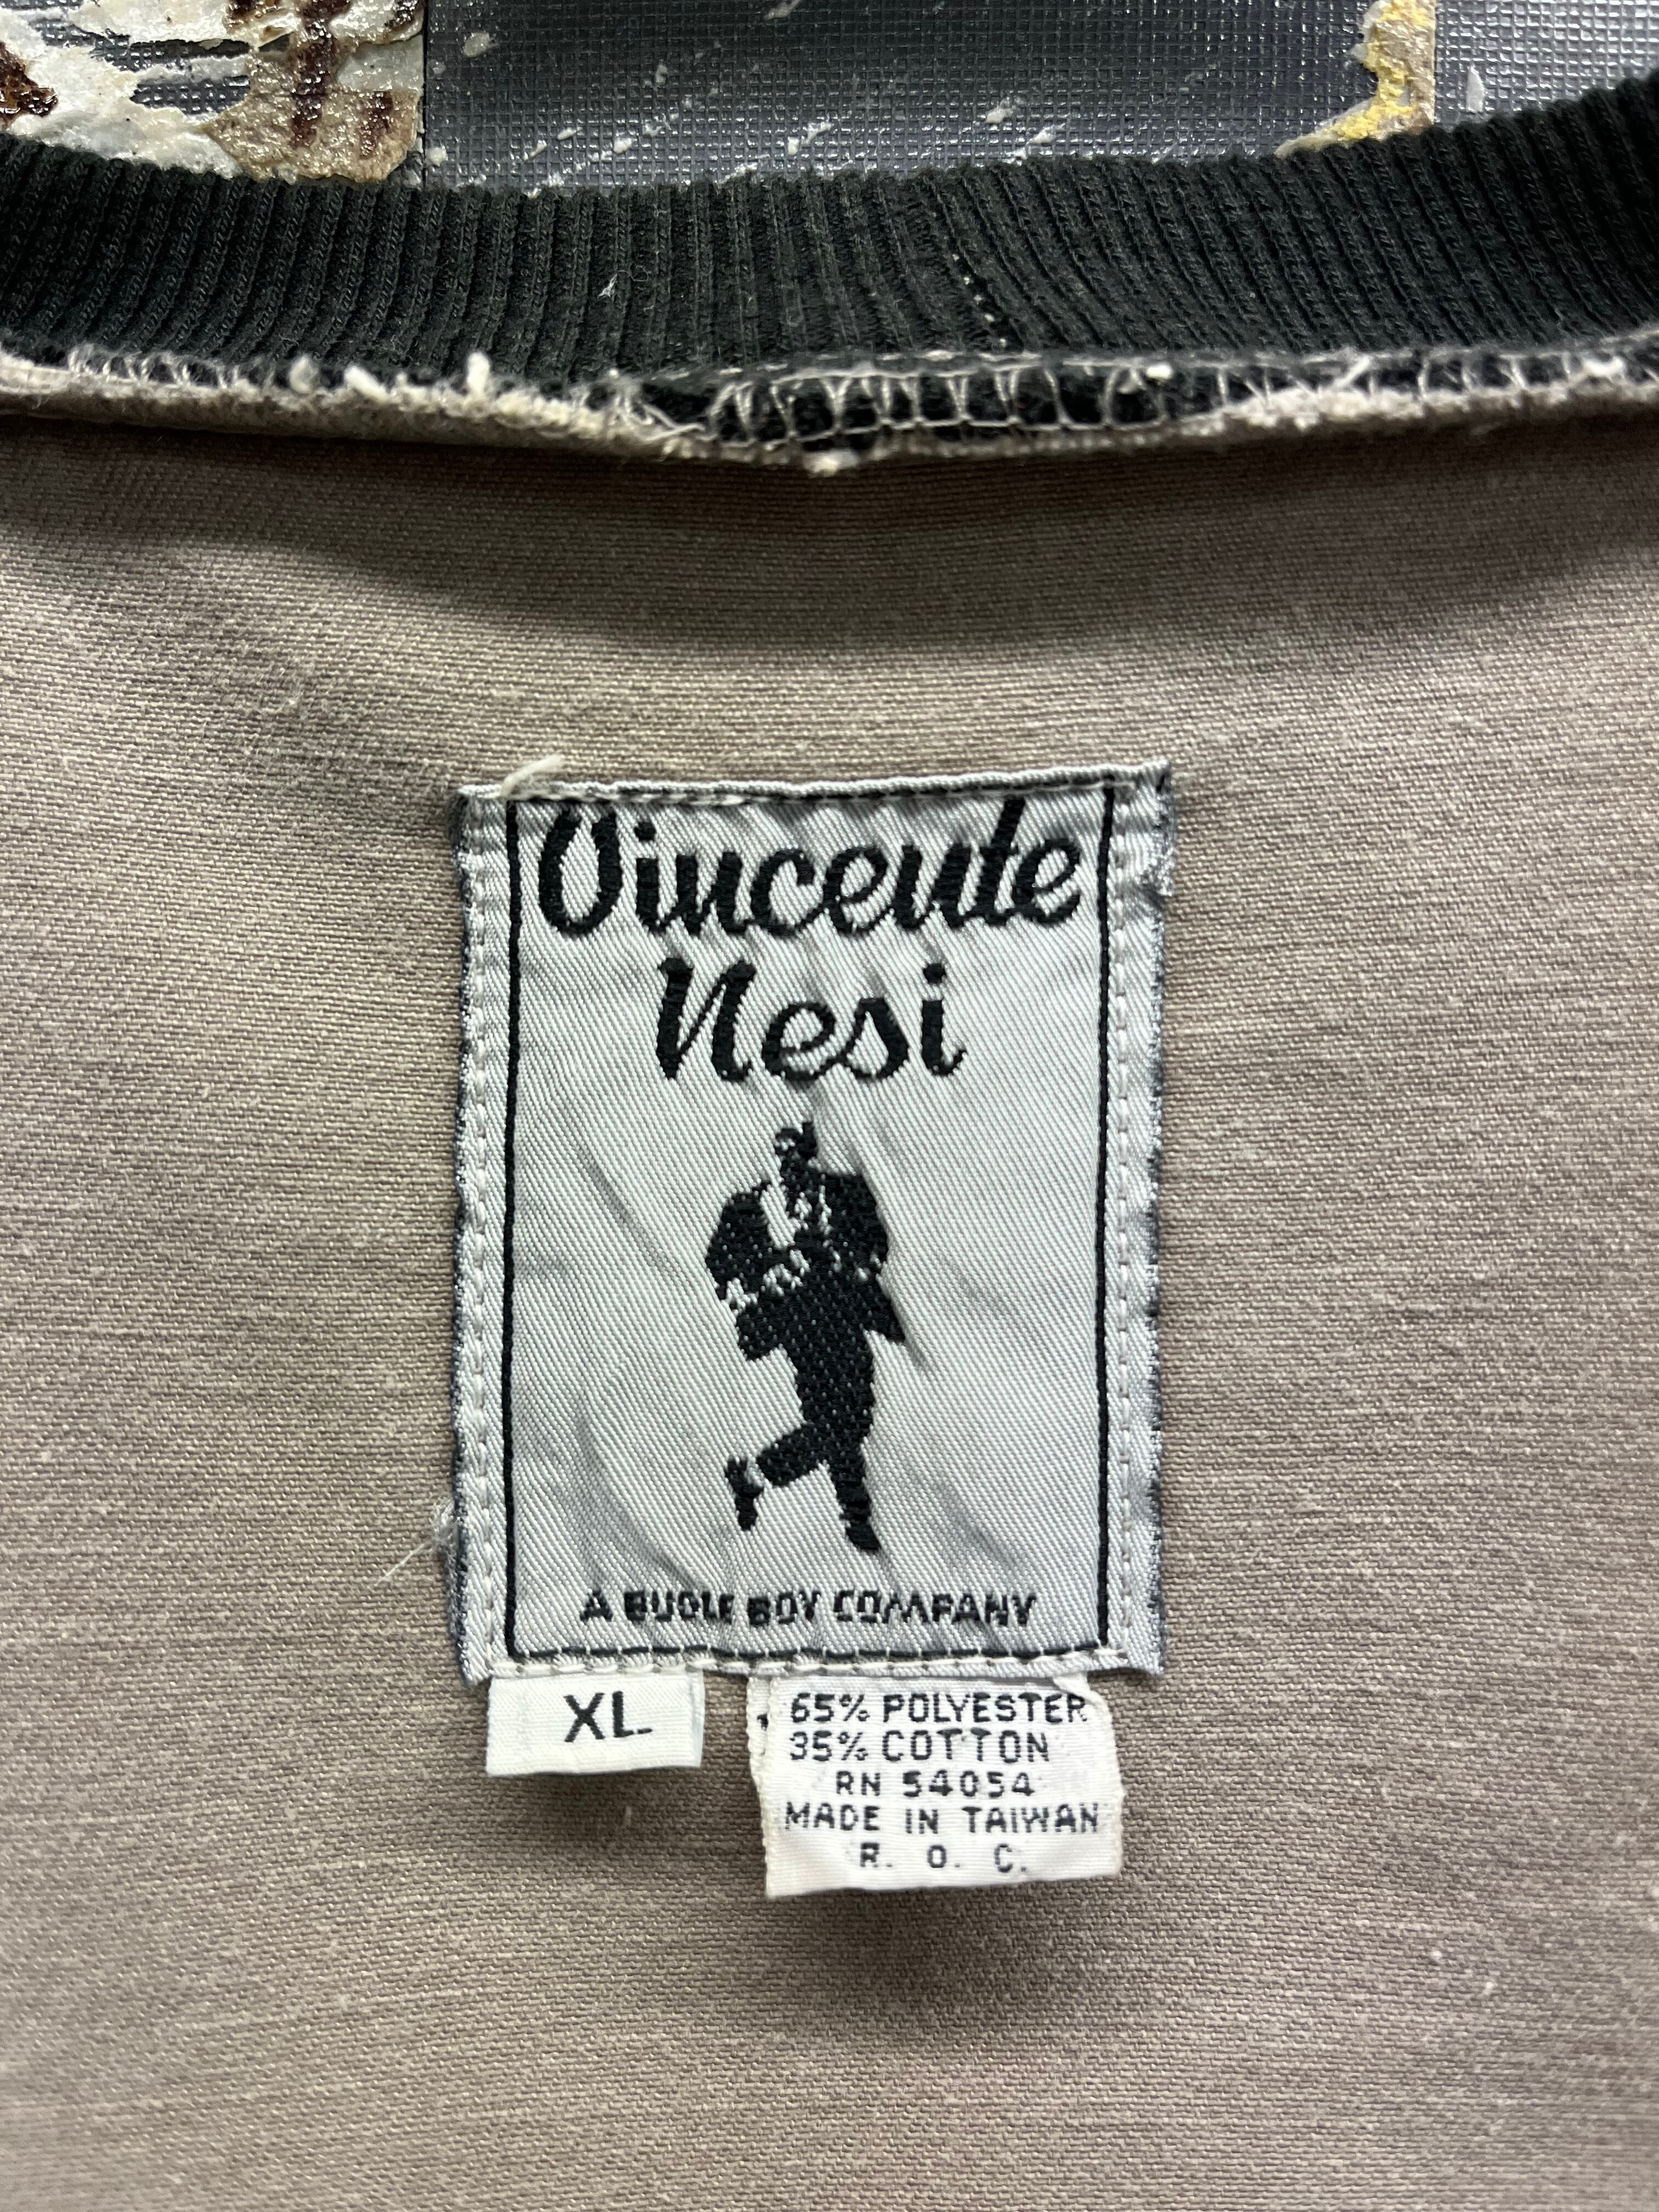 Vincente
Nesi
A BUGLE BOY COMPANY
XL
65% POLYESTER
35% COTTON
RN 54054
MADE IN TAIWAN
R. O. C.